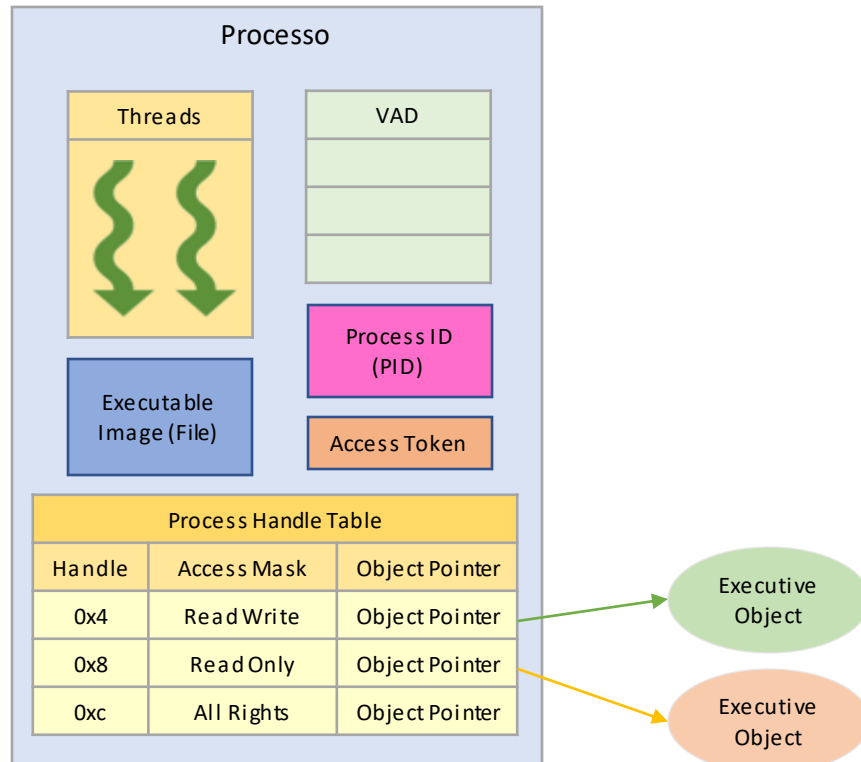 Processo
Threads
VAD
Process ID
(PID)
Executable
Image (File)
Access Token
Process Handle Table
Handle Access Mask Object Pointer
0x4 Read Write Object Pointer
0x8 Read Only Object Pointer
0xc All Rights Object Pointer
Executive
Object
Executive
Object